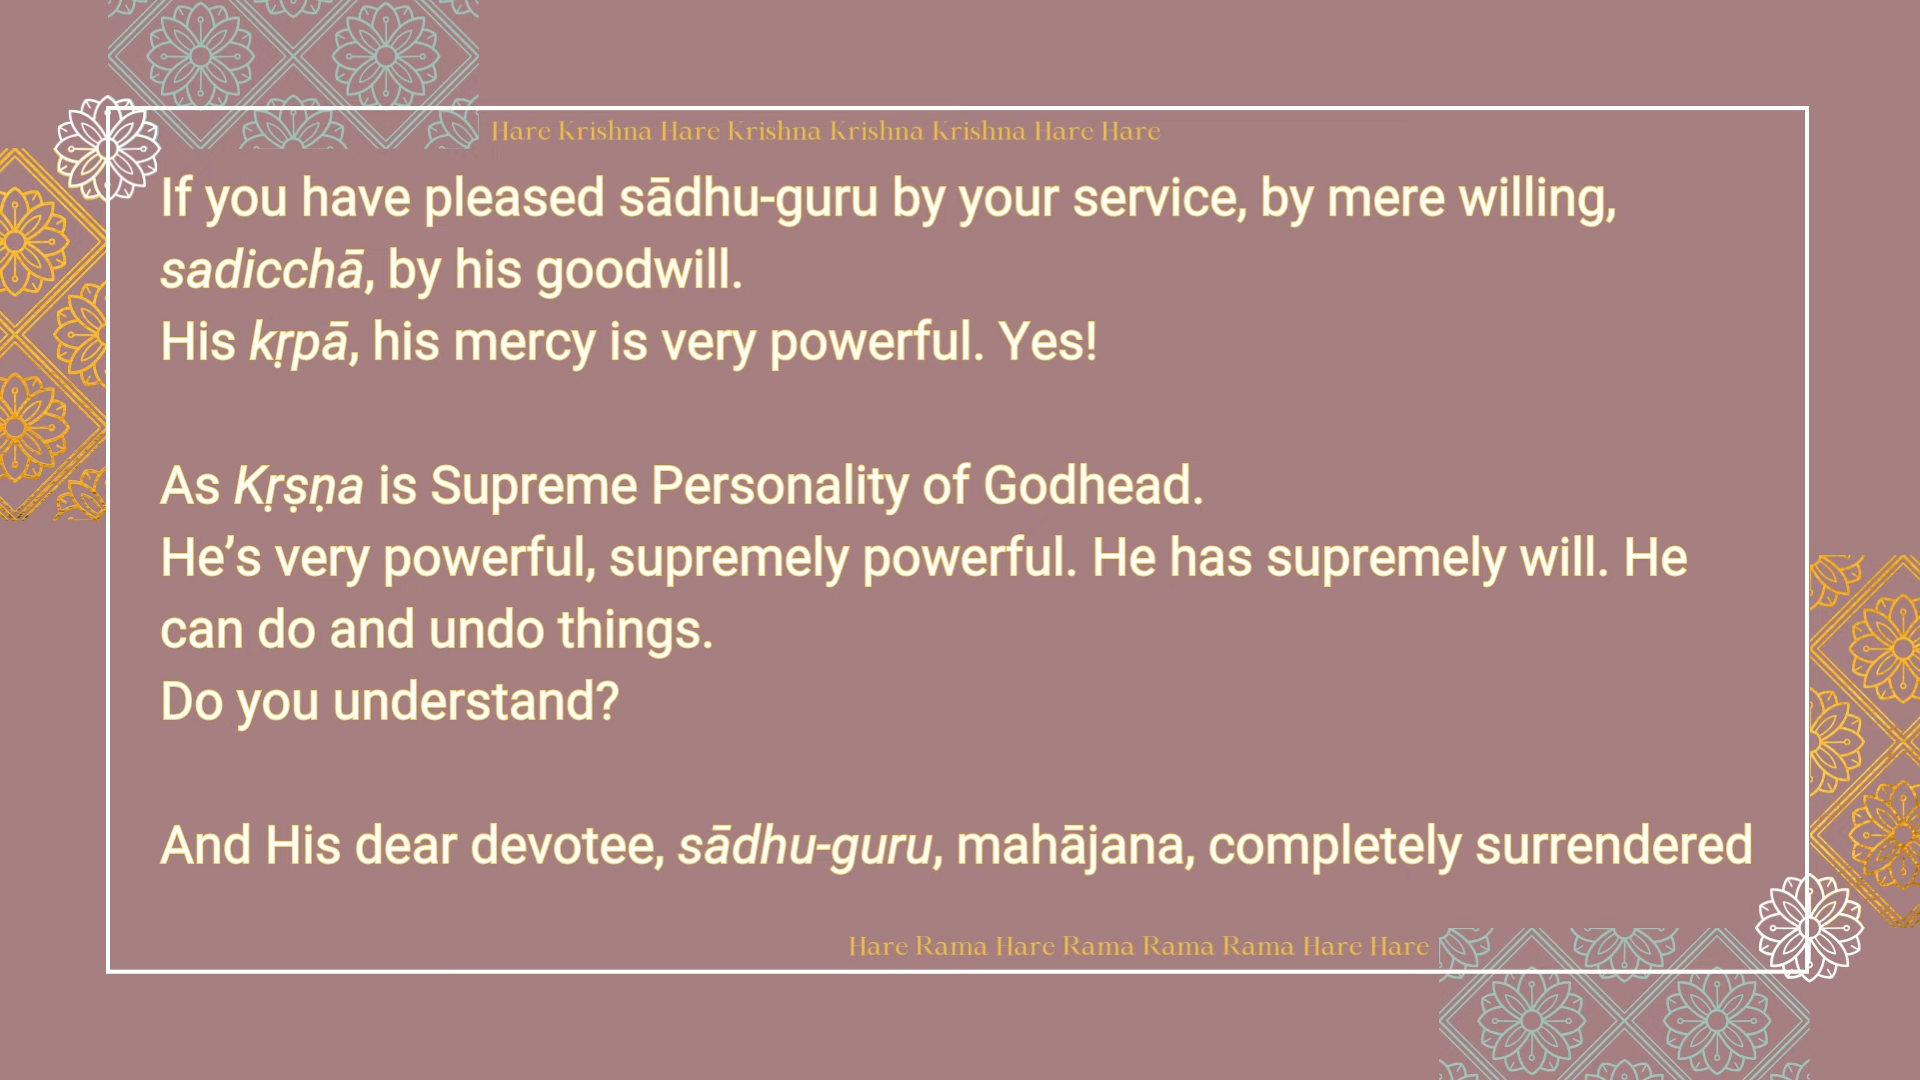 Hare Krishna Hare Krishna Krishna Krishna Hare Hare
If you have pleased sādhu-guru by your service, by mere willing,
sadicchā, by his goodwill.
His kṛpā, his mercy is very powerful. Yes!
As Kṛṣṇa is Supreme Personality of Godhead.
He’s very powerful, supremely powerful. He has supremely will. He
can do and undo things.
Do you understand?
And His dear devotee, sādhu-guru, mahājana, completely surrendered
Hare Rama Hare Rama Rama Rama Hare Hare